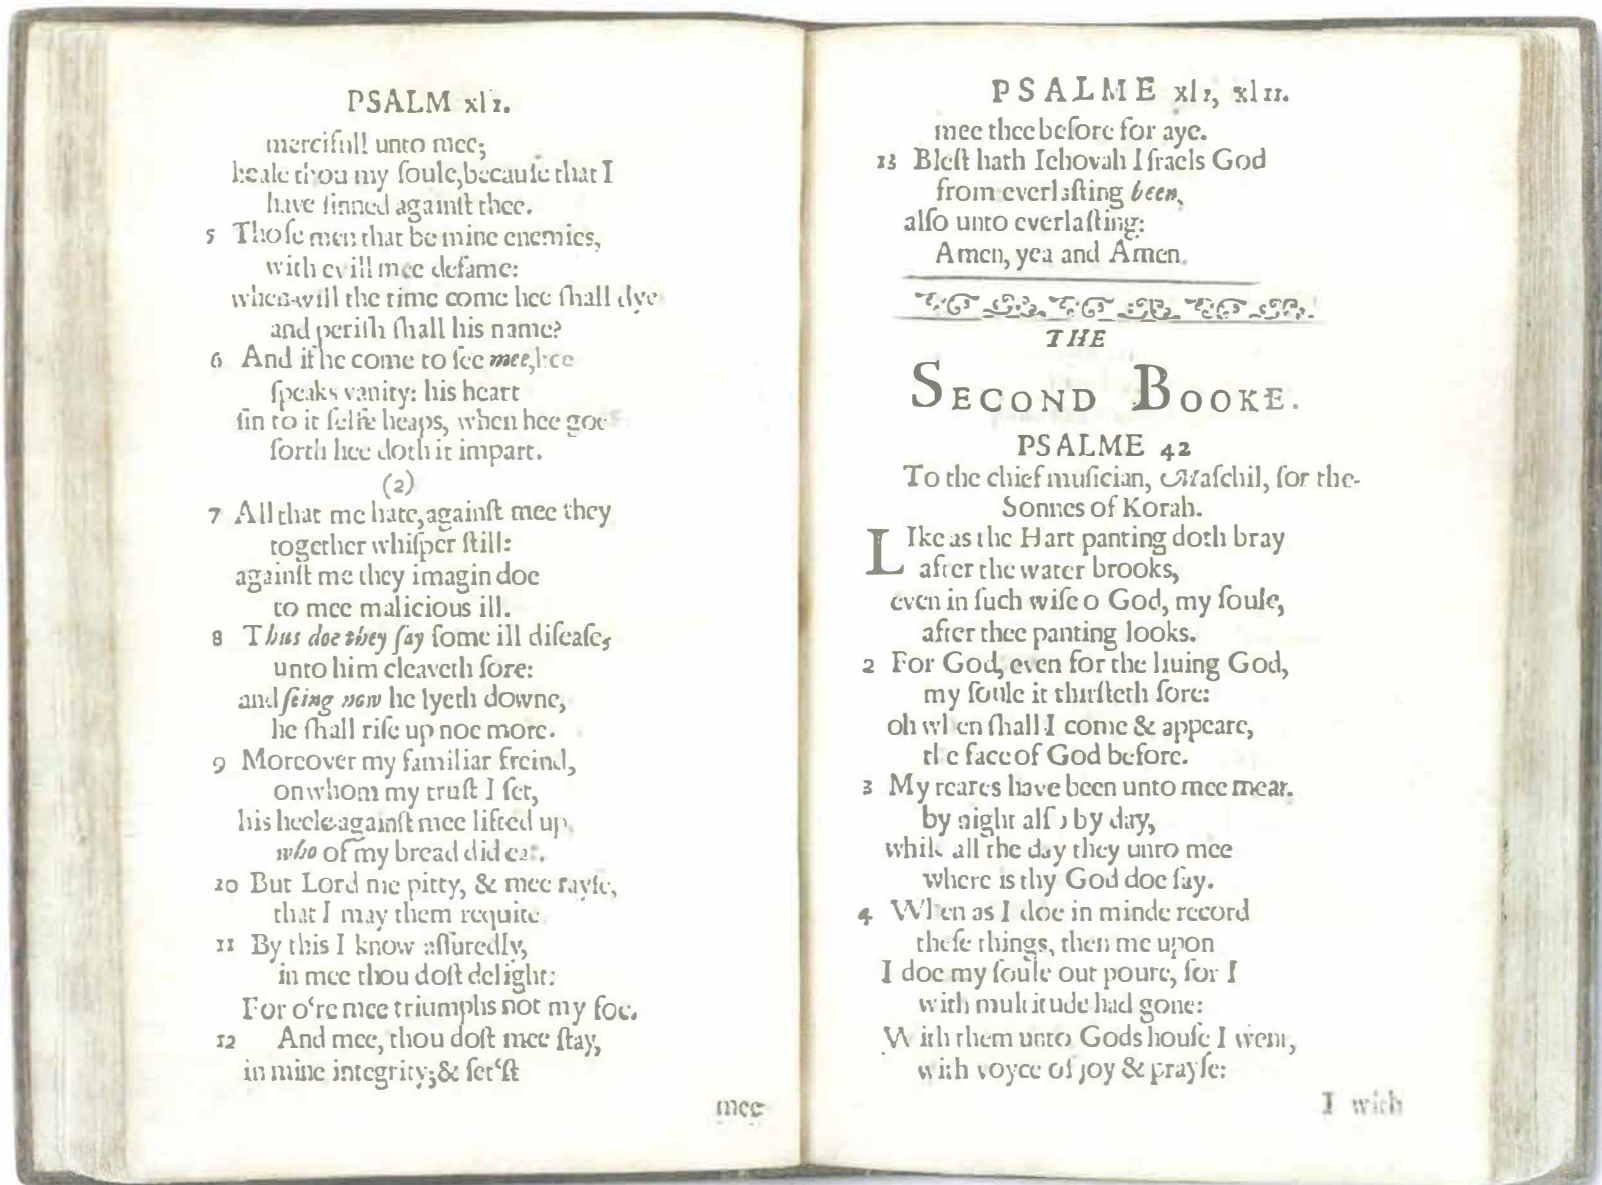 PSALM xlı.
mercifull unto mee;
heale thou my ſoule, becauſe that I
have ſinned againſt thee.
5 Thoſe men that be mine enemies,
with evill mee defame:
when will the time come hee ſhall dye
and periſh ſhall his name?
6 And if he come to ſee mee, hee
ſpeaks vanity: his heart
ſin to it ſelfe heaps, when hee goes
forth hee doth it impart.
(2)
7 All that me hate, againſt mee they
together whiſper ſtill:
againſt me they imagin doe
to mee malicious ill.
8 Thus doe they ſay ſome ill diſeaſe,
unto him cleaveth ſore:
and ſeing now he lyeth downe,
he ſhall riſe up noe more.
9 Moreover my familiar freind,
on whom my truſt I ſet,
his heele againſt mee lifted up,
who of my bread did eat.
10 But Lord me pitty, & mee rayſe,
that I may them requite
11 By this I know aſſuredly,
in mee thou doſt delight:
For o‘re mee triumphs not my foe.
12 And mee, thou doſt mee ſtay,
in mine integrity; & ſet‘ſt
mee
PSALME xlı, xlıı.
mee thee before for aye.
13 Bleſt hath Iehovah Iſraels God
from everlaſting been,
alſo unto everlaſting:
Amen, yea and Amen.
THE
SECOND BOOKE.
PSALME 42
To the chief muſician, Maſchil, for the
Sonnes of Korah.
LIke as the Hart panting doth bray
after the water brooks,
even in ſuch wiſe o God, my ſoule,
after thee panting looks.
2 For God, even for the liuing God,
my ſoule it thirſteth ſore:
oh when ſhall I come & appeare,
the face of God before.
3 My teares have been unto mee meat.
by night alſo by day,
while all the day they unto mee
where is thy God doe ſay.
4 When as I doe in minde record
theſe things, then me upon
I doe my ſoule out poure, for I
with multitude had gone:
With them unto Gods houſe I went,
with voyce of joy & prayſe:
I with